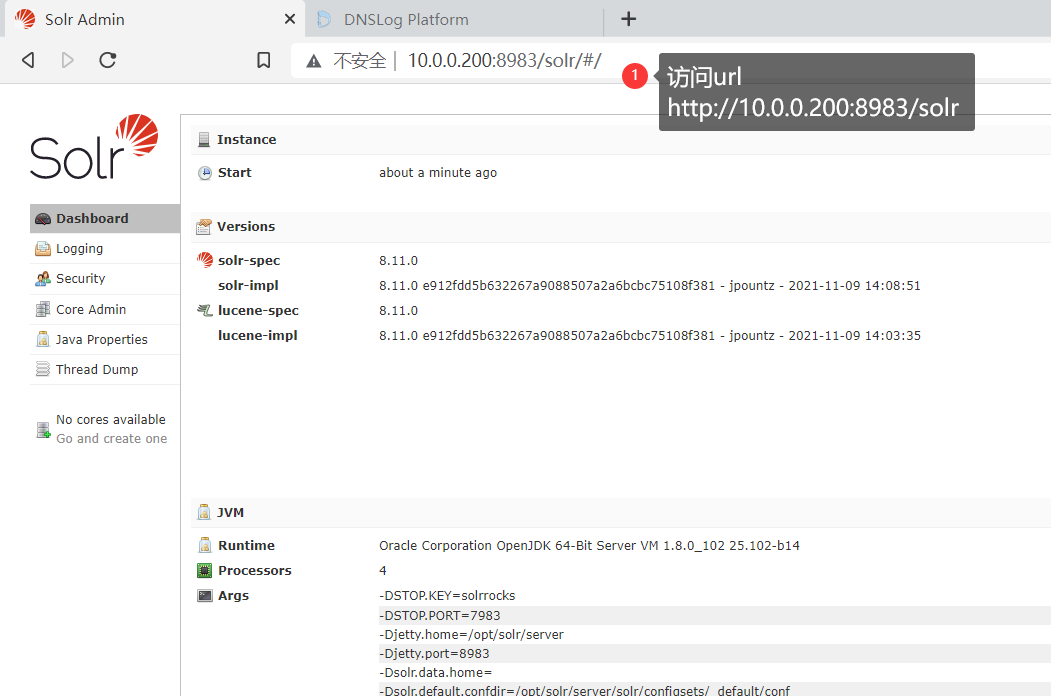 Solr Admin
DNSLog Platform
不安全 10.0.0.200:8983/solr/#/
1
访问url
http://10.0.0.200:8983/solr
Solr
Dashboard
Logging
Security
Core Admin
Java Properties
Thread Dump
No cores available
Go and create one
Instance
Start about a minute ago
Versions
solr-spec 8.11.0
solr-impl 8.11.0 e912fdd5b632267a9088507a2a6bcbc75108f381 - jpountz - 2021-11-09 14:08:51
lucene-spec 8.11.0
lucene-impl 8.11.0 e912fdd5b632267a9088507a2a6bcbc75108f381 - jpountz - 2021-11-09 14:03:35
JVM
Runtime Oracle Corporation OpenJDK 64-Bit Server VM 1.8.0_102 25.102-b14
Processors 4
Args -DSTOP.KEY=solrrocks
-DSTOP.PORT=7983
-Djetty.home=/opt/solr/server
-Djetty.port=8983
-Dsolr.data.home=
-Dsolr.default.confdir=/opt/solr/server/solr/configsets/_default/conf